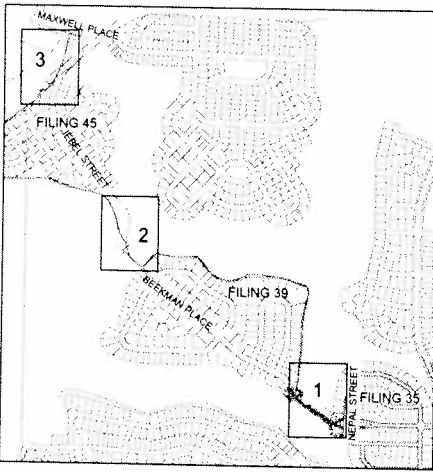 MAXWELL PLACE
3
FILING 45
JEBEL STREET
2
FILING 39
BEEKMAN PLACE
1
NEPAL STREET
FILING 35